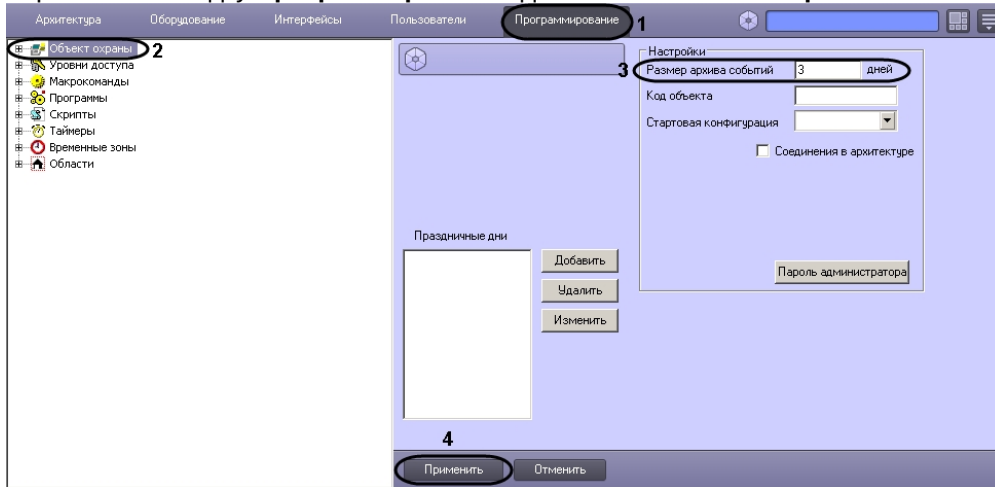 Архитектура Оборудование Интерфейсы Пользователи Программирование 1
Объект охраны 2
Уровни доступа
Макрокоманды
Программы
Скрипты
Таймеры
Временные зоны
Области
Настройки
3 Размер архива событий 3 дней
Код объекта
Стартовая конфигурация
Соединения в архитектуре
Праздничные дни
Добавить
Удалить
Изменить
Пароль администратора
4
Применить Отменить